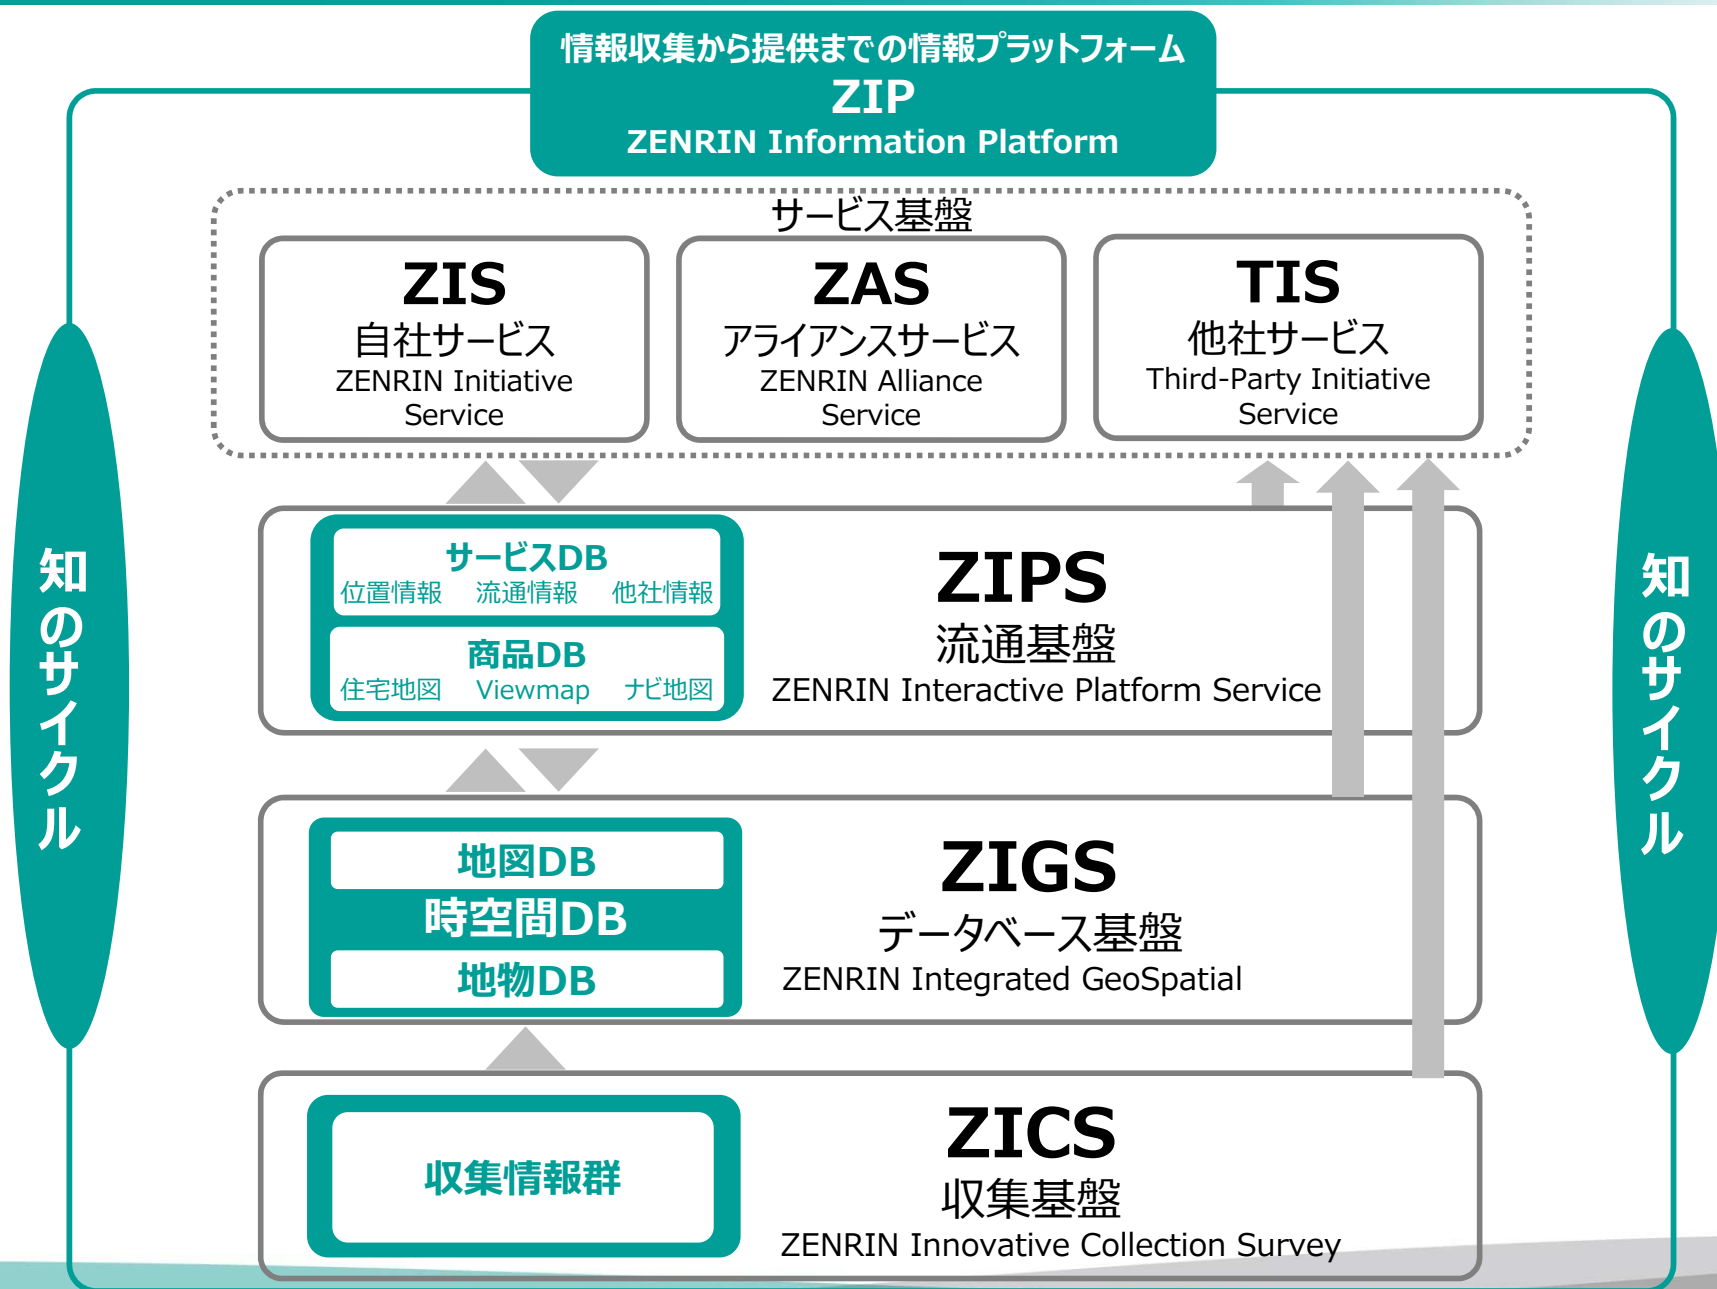 情報収集から提供までの情報プラットフォーム
ZIP
ZENRIN Information Platform
サービス基盤
ZIS
自社サービス
ZENRIN Initiative
Service
ZAS
アライアンスサービス
ZENRIN Alliance
Service
TIS
他社サービス
Third-Party Initiative
Service
知のサイクル
サービスDB
位置情報 流通情報 他社情報
商品DB
住宅地図 Viewmap ナビ地図
ZIPS
流通基盤
ZENRIN Interactive Platform Service
地図DB
時空間DB
地物DB
ZIGS
データベース基盤
ZENRIN Integrated GeoSpatial
収集情報群
ZICS
収集基盤
ZENRIN Innovative Collection Survey
知のサイクル